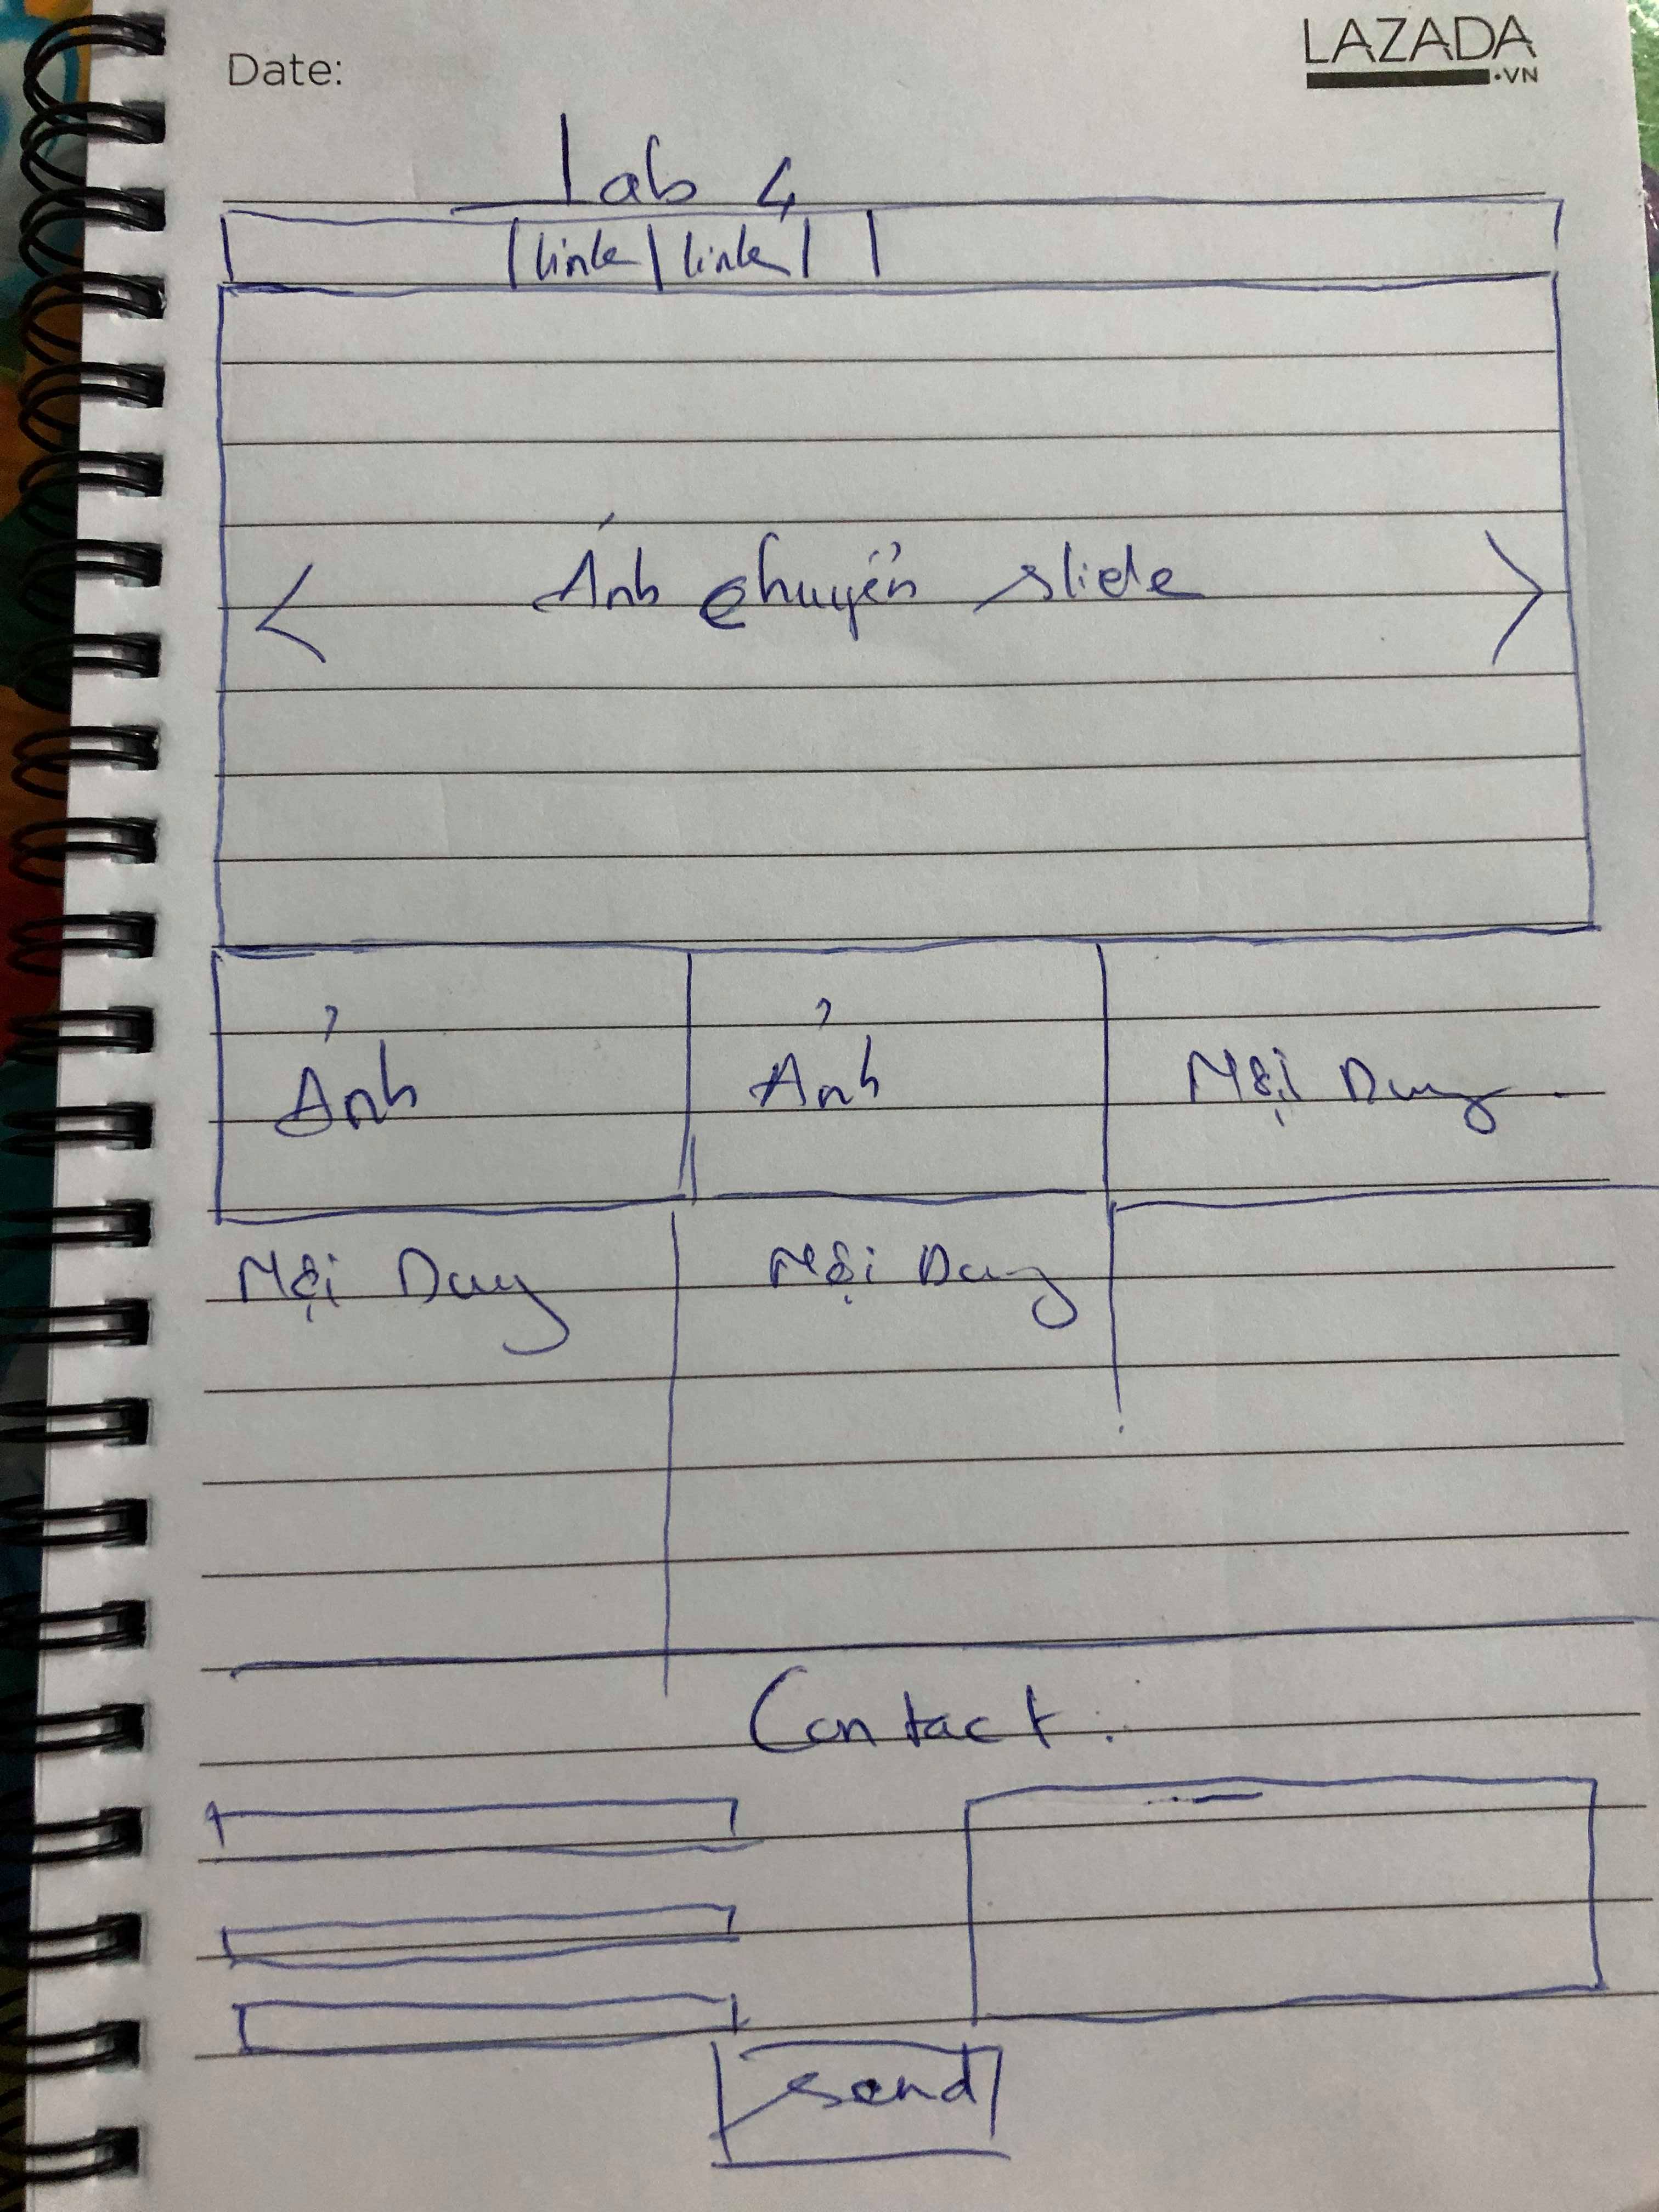 Date:
LAZADA
.VN
Lab 4
link link
< Ảnh chuyển slide >
Ảnh Ảnh Nội Dung
Nội Dung Nội Dung
Contact:
send